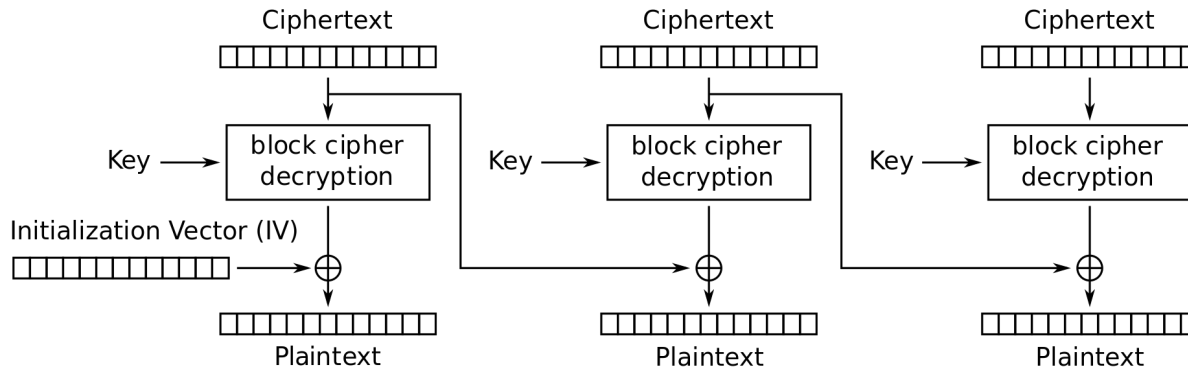 Ciphertext
Ciphertext
Ciphertext
Key
block cipher
decryption
Key
block cipher
decryption
Key
block cipher
decryption
Initialization Vector (IV)
Plaintext
Plaintext
Plaintext